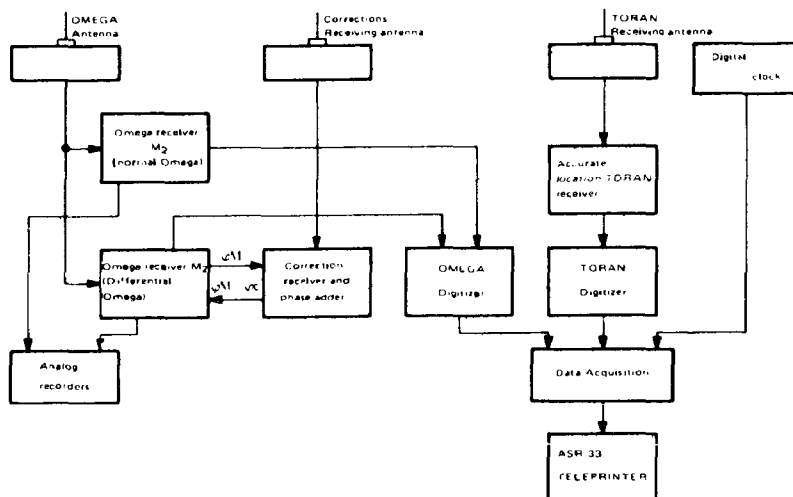 OMEGA
Antenna
Corrections
Receiving antenna
TORAN
Receiving antenna
Digital
clock
Omega receiver
M2
(normal Omega)
Accurate
location TORAN
receiver
Omega receiver M2
(Differential
Omega)
Correction
receiver and
phase adder
OMEGA
Digitizer
TORAN
Digitizer
Analog
recorders
Data Acquisition
ASR 33
TELEPRINTER